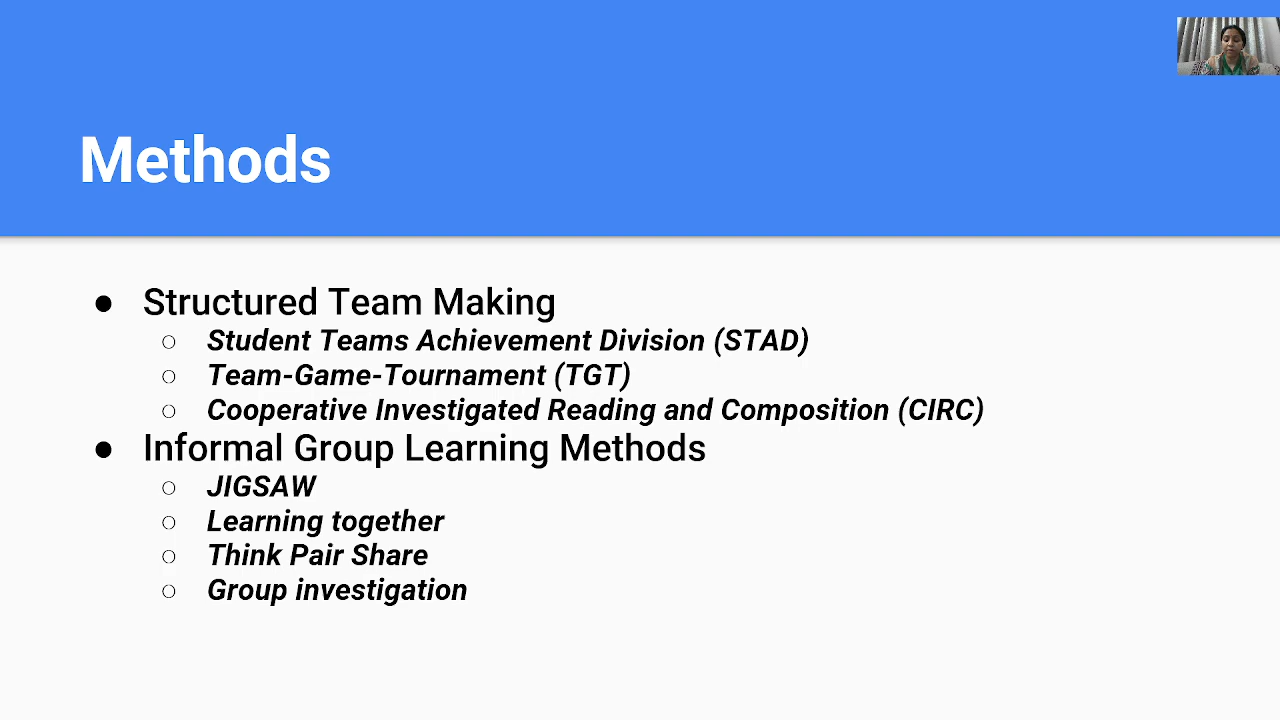 Methods
● Structured Team Making
○ Student Teams Achievement Division (STAD)
○ Team-Game-Tournament (TGT)
○ Cooperative Investigated Reading and Composition (CIRC)
● Informal Group Learning Methods
○ JIGSAW
○ Learning together
○ Think Pair Share
○ Group investigation